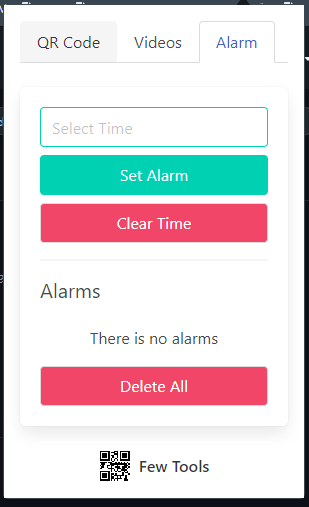 QR Code Videos Alarm
Select Time
Set Alarm
Clear Time
Alarms
There is no alarms
Delete All
Few Tools